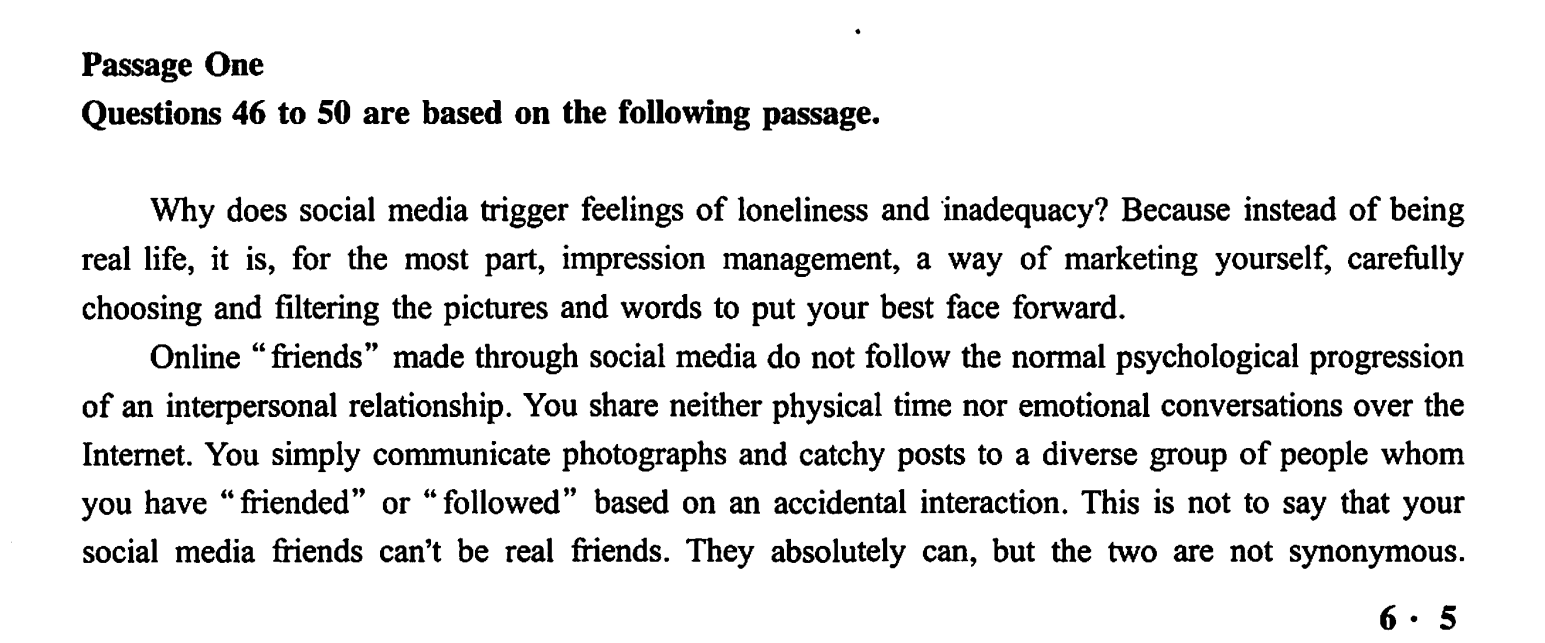 Passage One
Questions 46 to 50 are based on the following passage.
Why does social media trigger feelings of loneliness and inadequacy? Because instead of being
real life, it is, for the most part, impression management, a way of marketing yourself, carefully
choosing and filtering the pictures and words to put your best face forward.
Online “friends” made through social media do not follow the normal psychological progression
of an interpersonal relationship. You share neither physical time nor emotional conversations over the
Internet. You simply communicate photographs and catchy posts to a diverse group of people whom
you have “friended” or “followed” based on an accidental interaction. This is not to say that your
social media friends can’t be real friends. They absolutely can, but the two are not synonymous.
6 · 5